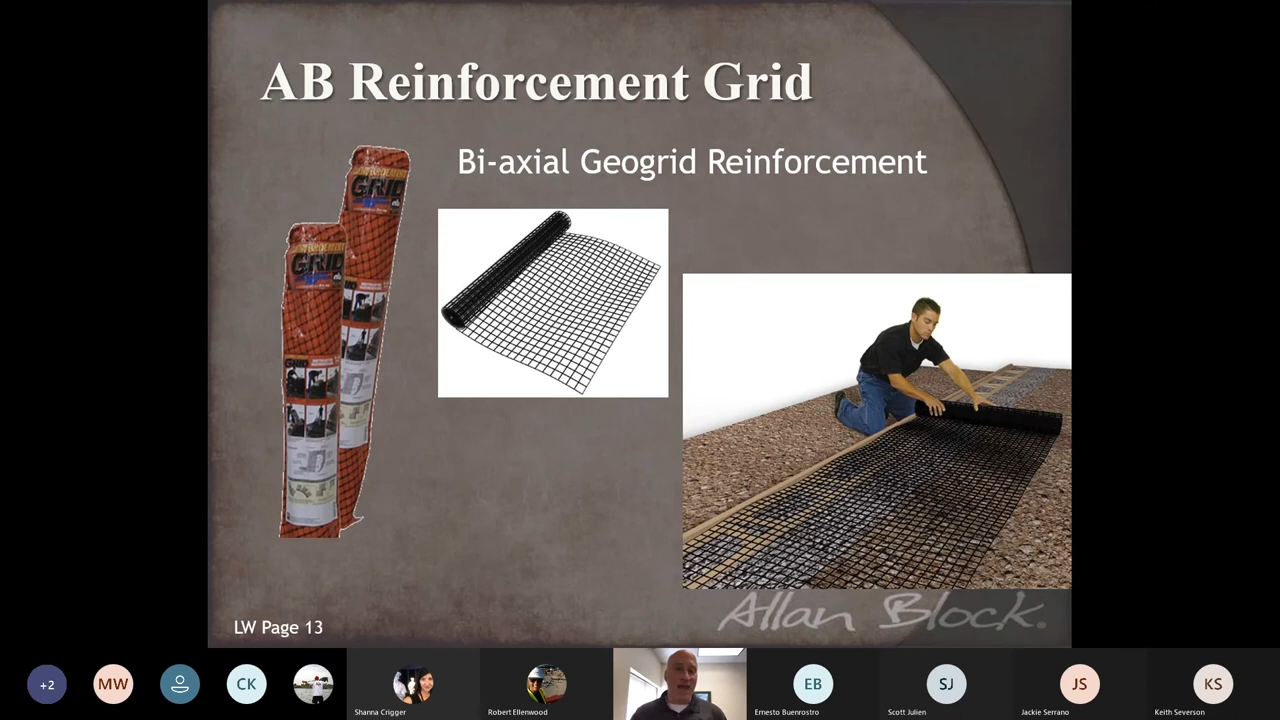 AB Reinforcement Grid
Bi-axial Geogrid Reinforcement
GRID
GRID
LW Page 13
Allan Block.
+2
MW
CK
EB
SJ
JS
KS
Shanna Crigger
Robert Ellenwood
Ernesto Buenrostro
Scott Julien
Jackie Serrano
Keith Severson